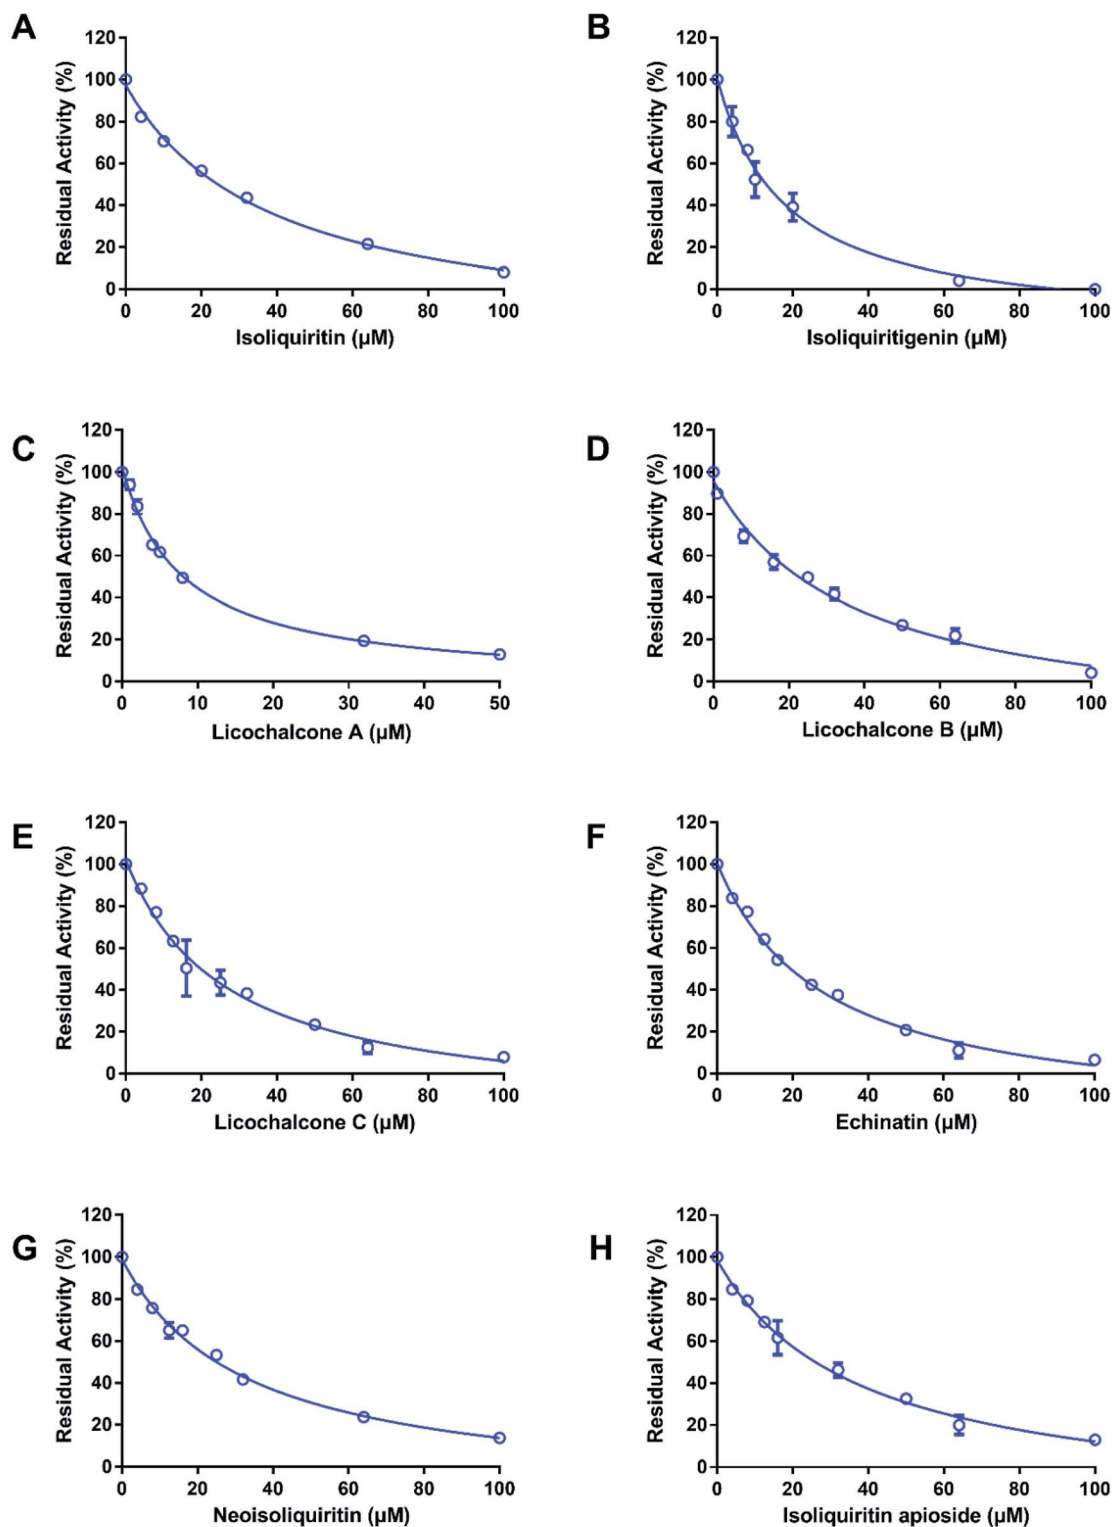 A
B
120
100
80
60
40
20
0
Residual Activity (%)
0 20 40 60 80 100
Isoliquiritin (μM)
120
100
80
60
40
20
0
Residual Activity (%)
0 20 40 60 80 100
Isoliquiritigenin (μM)
C
D
120
100
80
60
40
20
0
Residual Activity (%)
0 10 20 30 40 50
Licochalcone A (μM)
120
100
80
60
40
20
0
Residual Activity (%)
0 20 40 60 80 100
Licochalcone B (μM)
E
F
120
100
80
60
40
20
0
Residual Activity (%)
0 20 40 60 80 100
Licochalcone C (μM)
120
100
80
60
40
20
0
Residual Activity (%)
0 20 40 60 80 100
Echinatin (μM)
G
H
120
100
80
60
40
20
0
Residual Activity (%)
0 20 40 60 80 100
Neoisoliquiritin (μM)
120
100
80
60
40
20
0
Residual Activity (%)
0 20 40 60 80 100
Isoliquiritin apioside (μM)